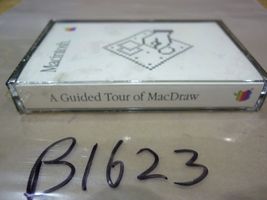 Macintosh
A Guided Tour of MacDraw
B1623